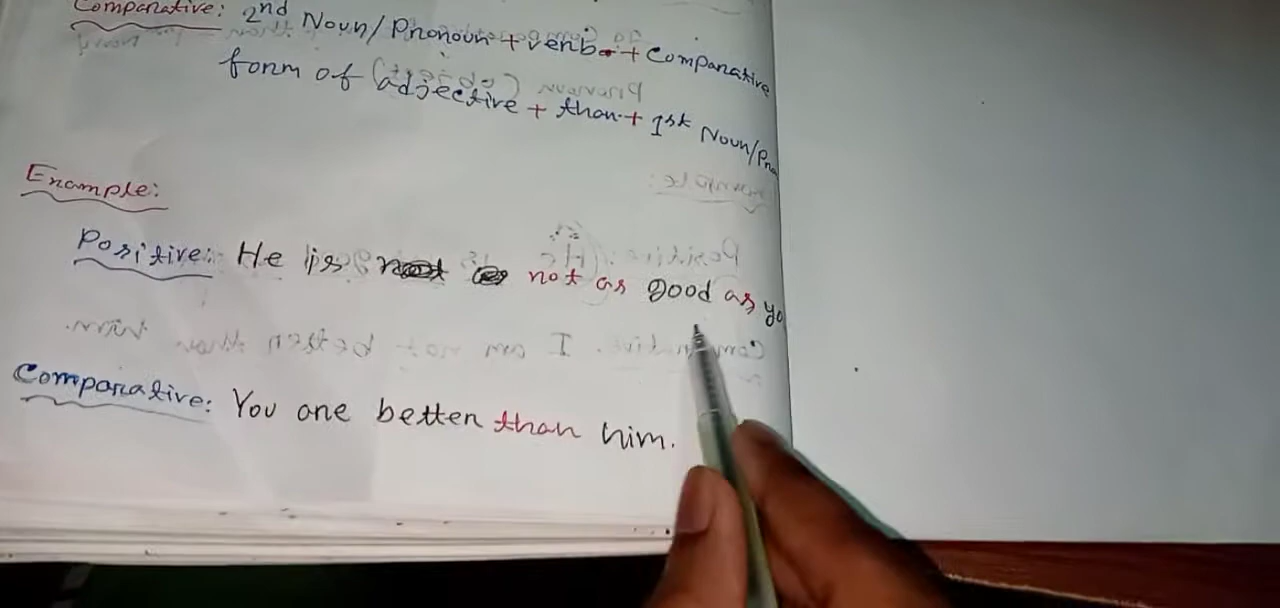 Comparative: 2nd Noun/Pronoun + verb + Comparative
form of (adjective + than + 1st Noun/Pro
Example:
Positive: He is not as good as yo
Comparative: You are better than him.